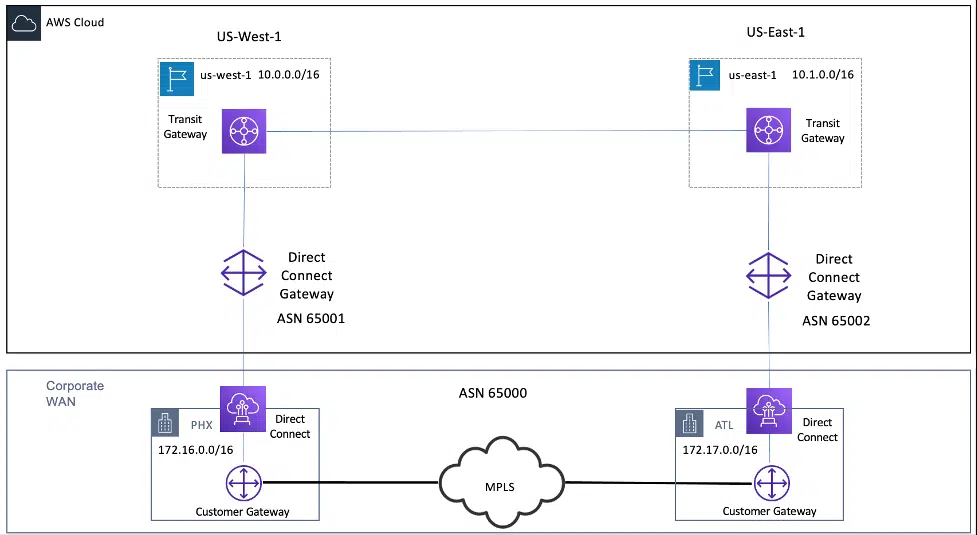 AWS Cloud
US-West-1
US-East-1
us-west-1 10.0.0.0/16
us-east-1 10.1.0.0/16
Transit
Gateway
Transit
Gateway
Direct
Connect
Gateway
ASN 65001
Direct
Connect
Gateway
ASN 65002
Corporate
WAN
ASN 65000
PHX
Direct
Connect
172.16.0.0/16
Customer Gateway
MPLS
ATL
Direct
Connect
172.17.0.0/16
Customer Gateway